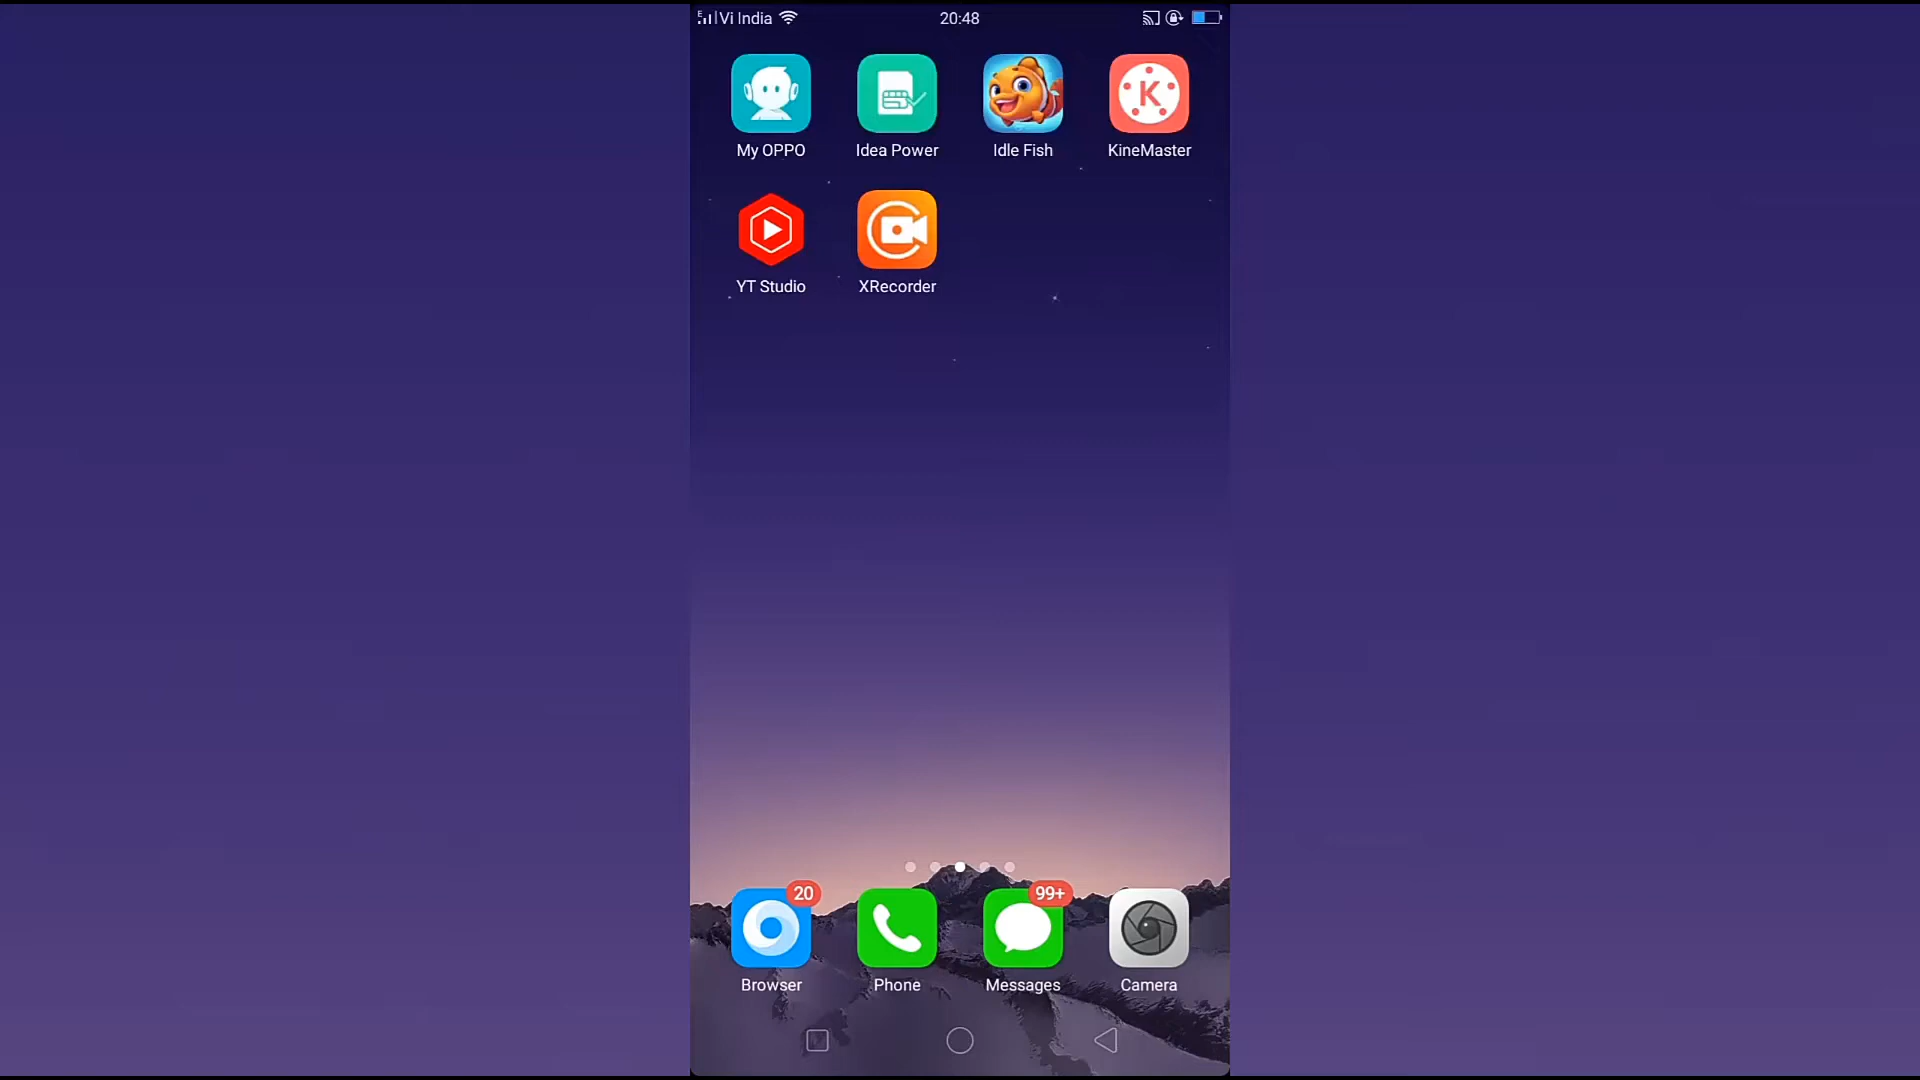 Vi India 20:48
My OPPO Idea Power Idle Fish KineMaster
YT Studio XRecorder
20 99+
Browser Phone Messages Camera